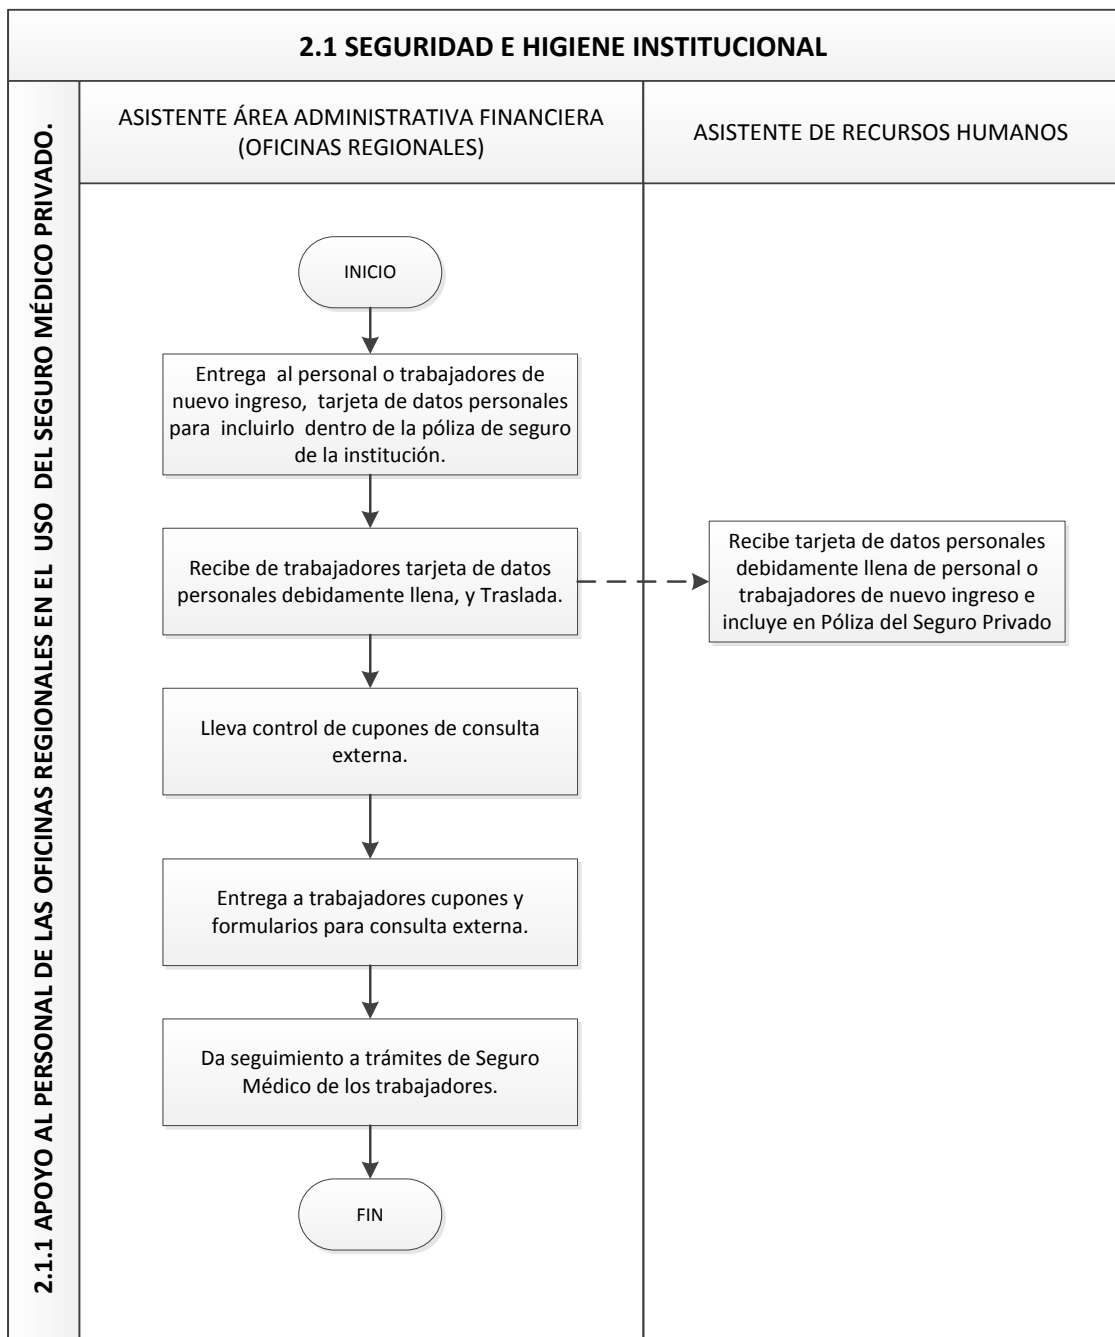 2.1 SEGURIDAD E HIGIENE INSTITUCIONAL
2.1.1 APOYO AL PERSONAL DE LAS OFICINAS REGIONALES EN EL USO DEL SEGURO MÉDICO PRIVADO.
ASISTENTE ÁREA ADMINISTRATIVA FINANCIERA
(OFICINAS REGIONALES)
ASISTENTE DE RECURSOS HUMANOS
INICIO
Entrega al personal o trabajadores de
nuevo ingreso, tarjeta de datos personales
para incluirlo dentro de la póliza de seguro
de la institución.
Recibe de trabajadores tarjeta de datos
personales debidamente llena, y Traslada.
Recibe tarjeta de datos personales
debidamente llena de personal o
trabajadores de nuevo ingreso e
incluye en Póliza del Seguro Privado
Lleva control de cupones de consulta
externa.
Entrega a trabajadores cupones y
formularios para consulta externa.
Da seguimiento a trámites de Seguro
Médico de los trabajadores.
FIN